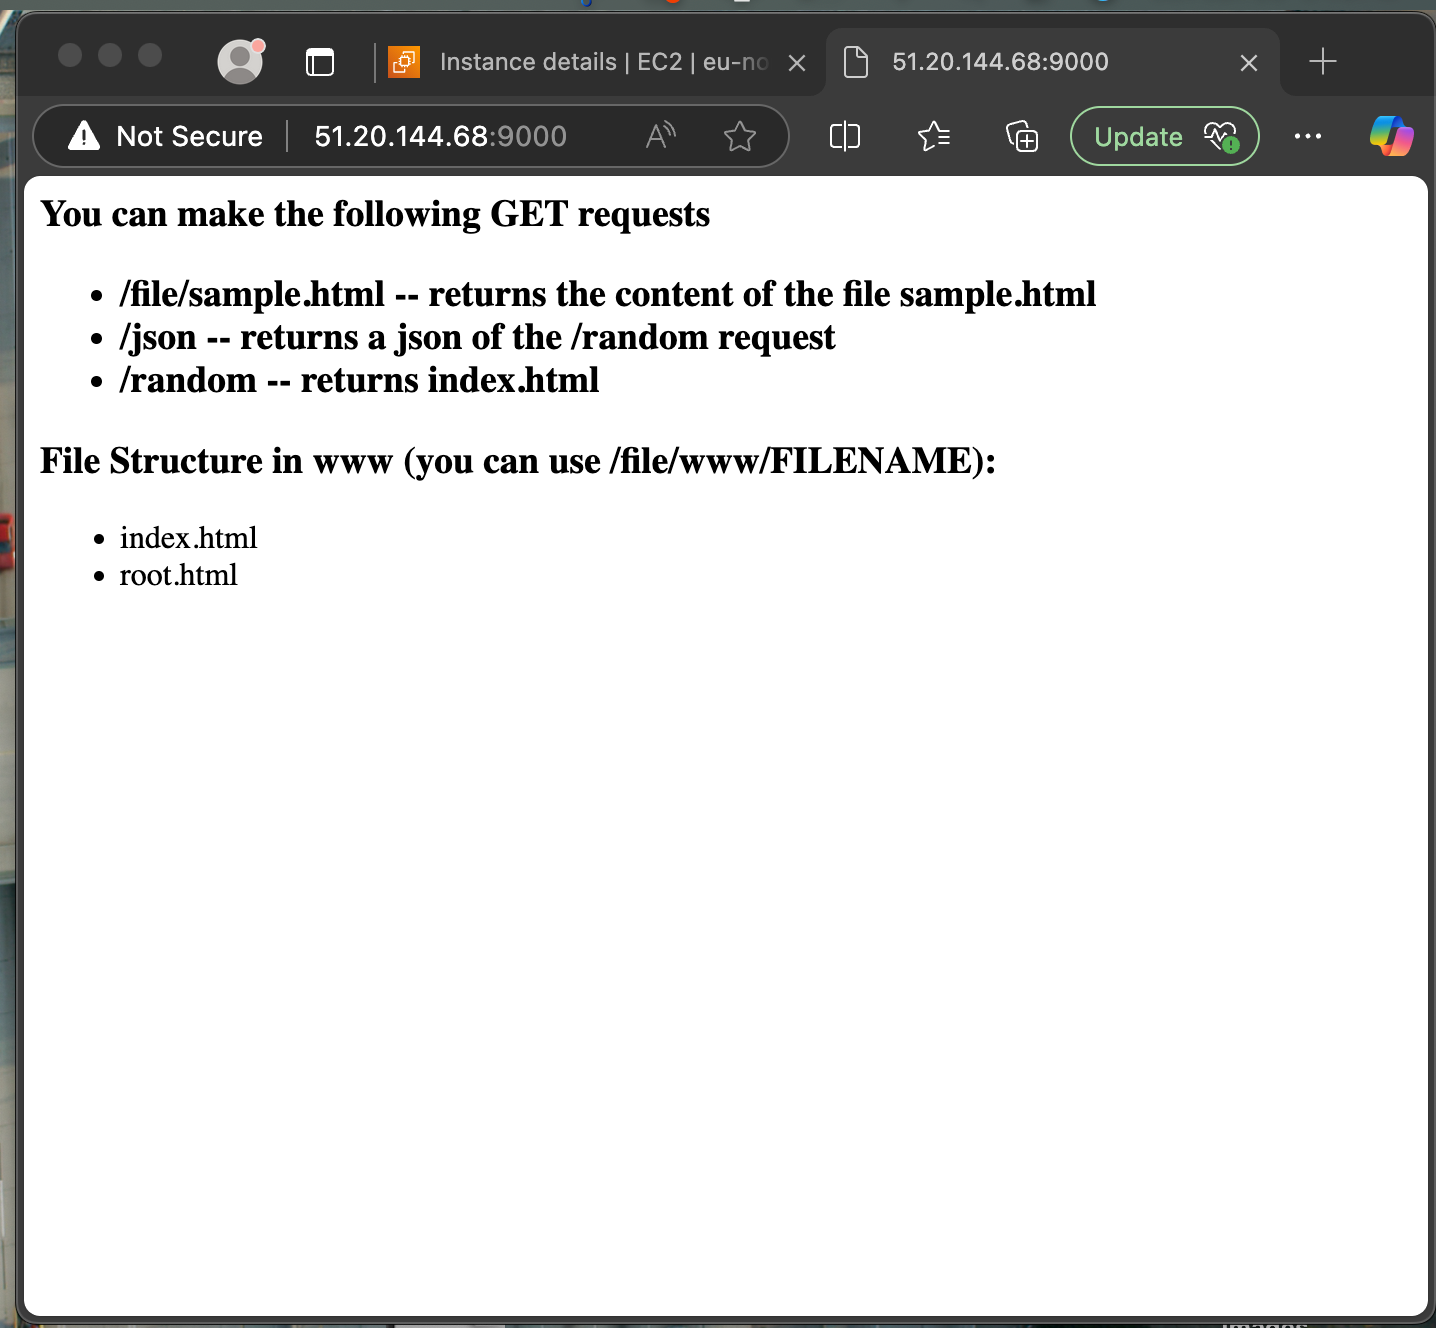 Instance details | EC2 | eu-no
51.20.144.68:9000
Not Secure
51.20.144.68:9000
Update
You can make the following GET requests
/file/sample.html -- returns the content of the file sample.html
/json -- returns a json of the /random request
/random -- returns index.html
File Structure in www (you can use /file/www/FILENAME):
index.html
root.html